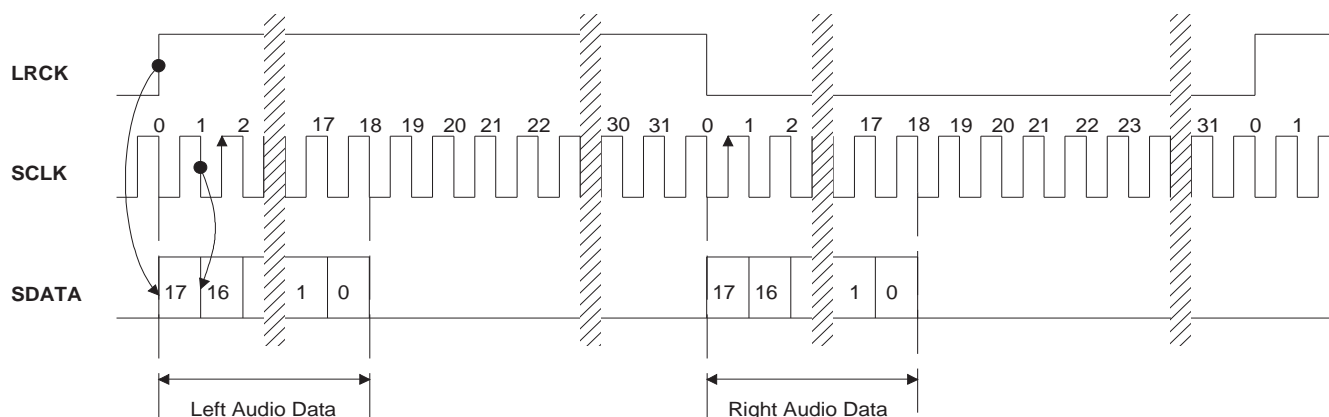 LRCK
0 1 2 17 18 19 20 21 22 30 31 0 1 2 17 18 19 20 21 22 23 31 0 1
SCLK
SDATA 17 16 1 0 17 16 1 0
Left Audio Data Right Audio Data